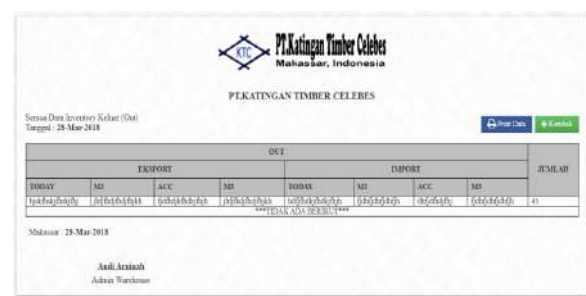 KTC
PT.Katingan Timber Celebes
Makassar, Indonesia
PT.KATINGAN TIMBER CELEBES
Semua Data Inventory Keluar (Out)
Tanggal : 28-Mar-2018
Print Data
Kembali
OUT
EKSPORT IMPORT JUMLAH
TODAY M3 ACC M3 TODAY M3 ACC M3
43
***TIDAK ADA BERIKUT***
Makassar 28-Mar-2018
Andi Arninah
Admin Warehouse